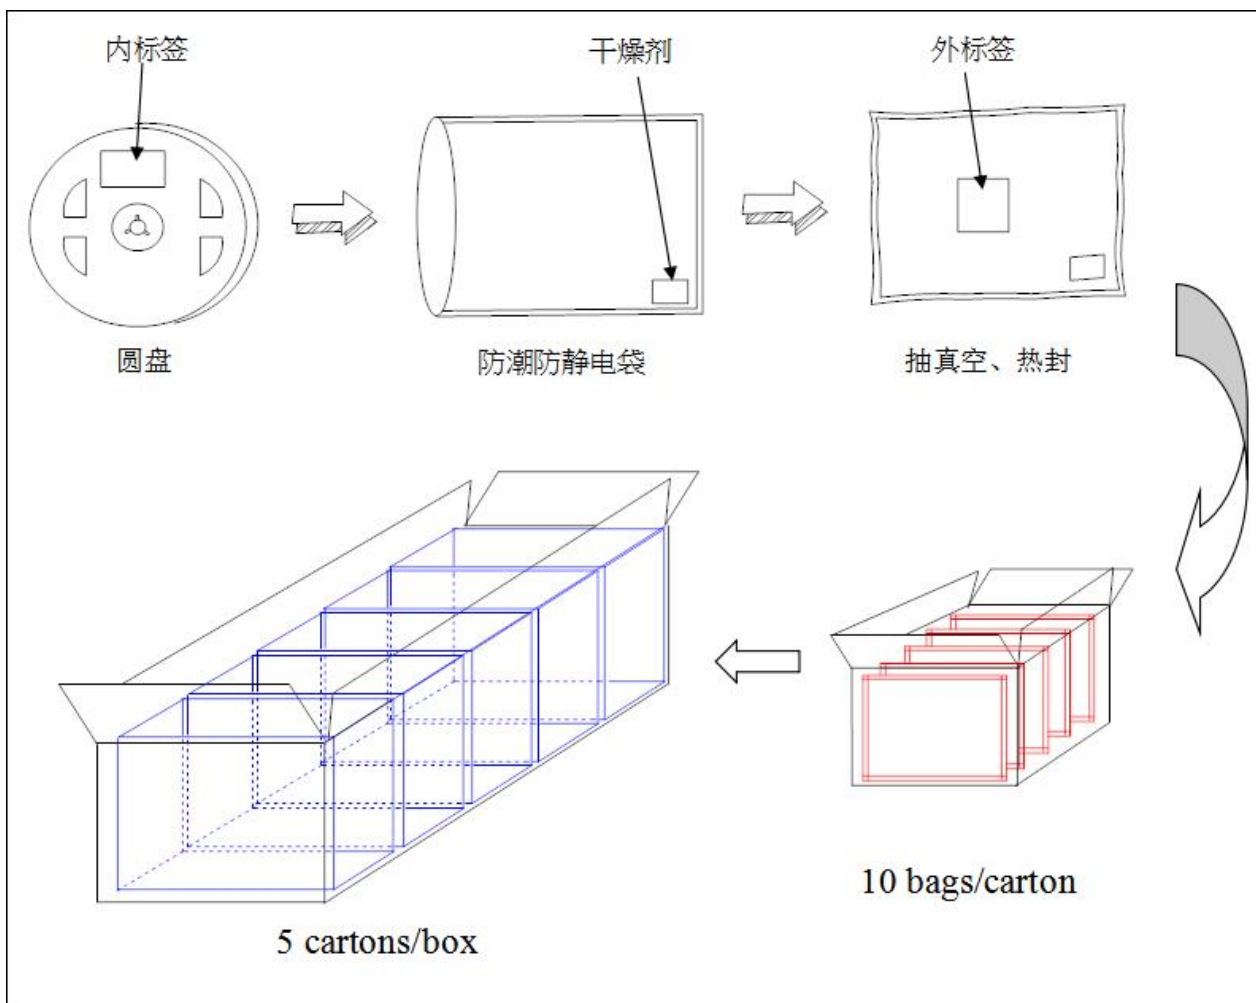 内标签
干燥剂
外标签
圆盘
防潮防静电袋
抽真空、热封
10 bags/carton
5 cartons/box